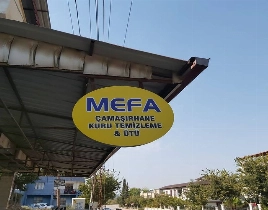 MEFA
ÇAMAŞIRHANE
KURU TEMİZLEME
& ÜTÜ